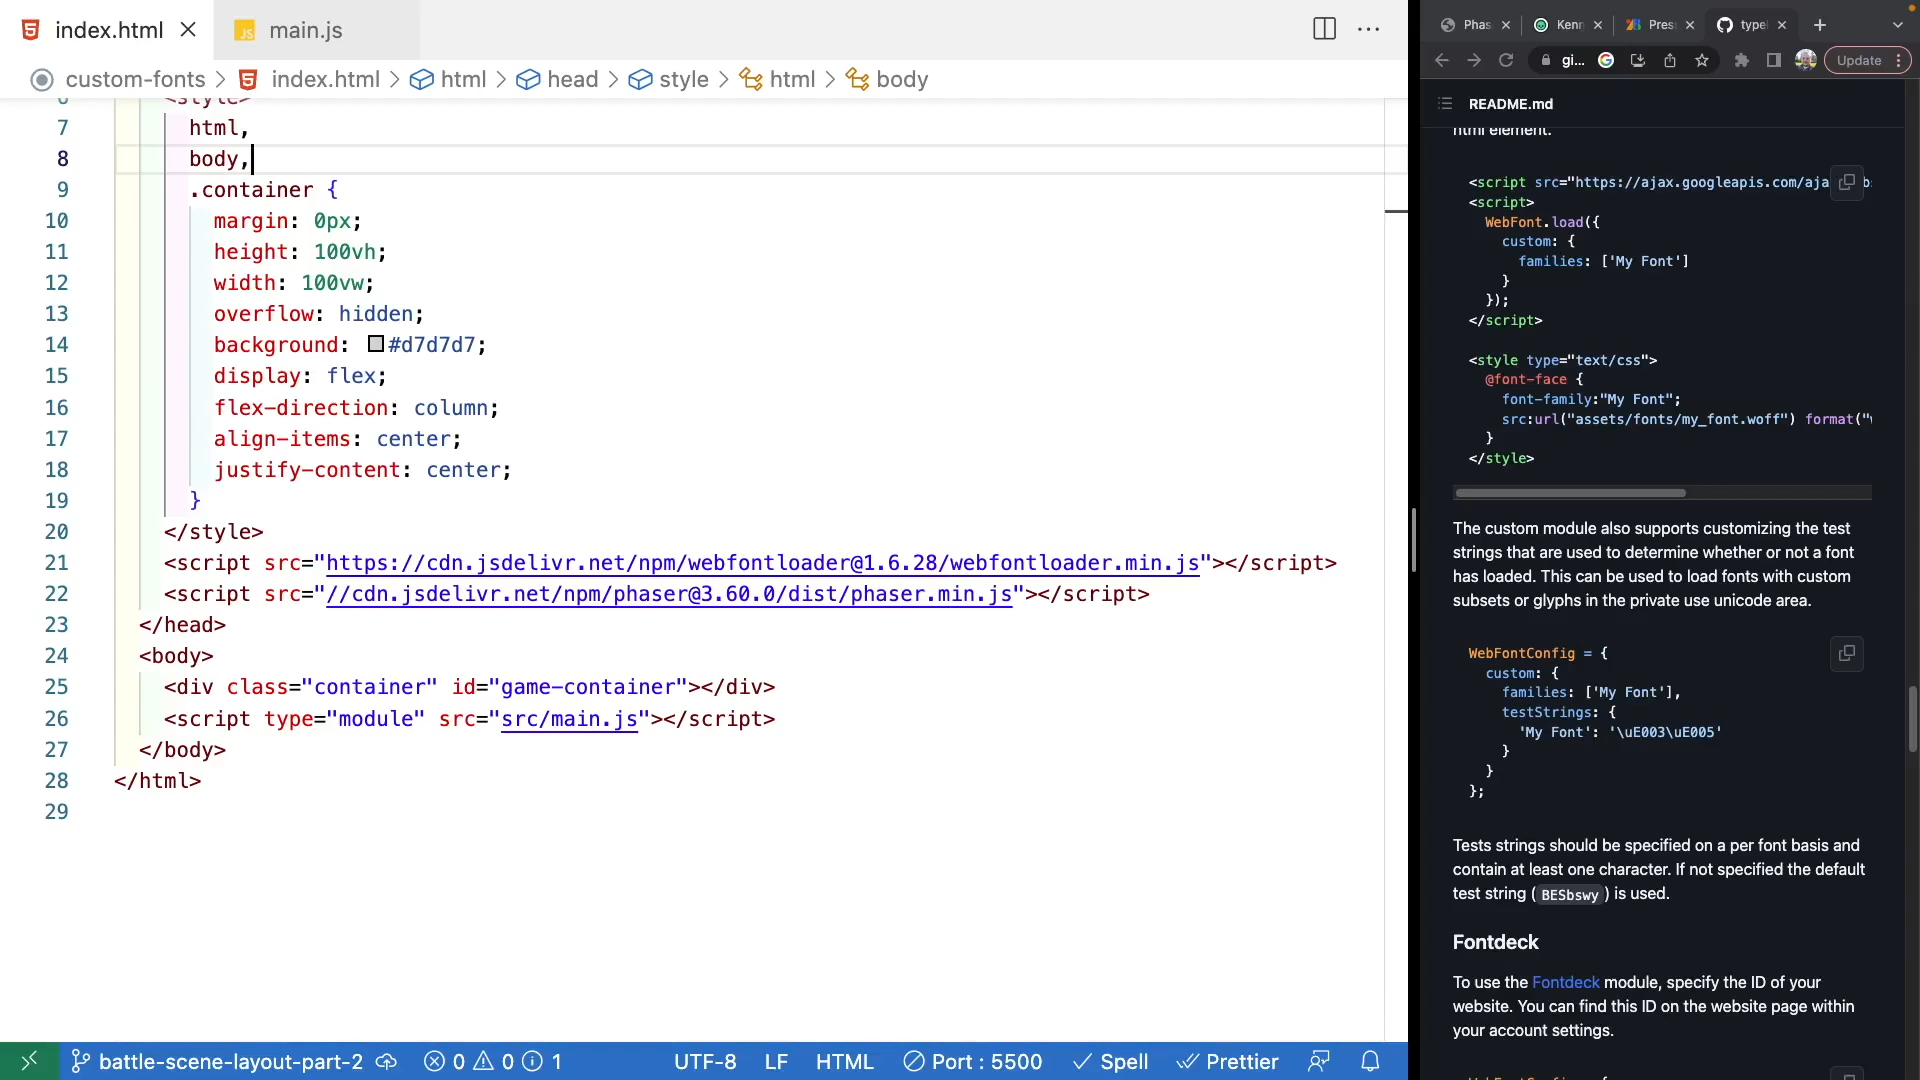 index.html
main.js
custom-fonts > index.html > html > head > style > html > body
6 <style>
7 html,
8 body,
9 .container {
10 margin: 0px;
11 height: 100vh;
12 width: 100vw;
13 overflow: hidden;
14 background: #d7d7d7;
15 display: flex;
16 flex-direction: column;
17 align-items: center;
18 justify-content: center;
19 }
20 </style>
21 <script src="https://cdn.jsdelivr.net/npm/webfontloader@1.6.28/webfontloader.min.js"></script>
22 <script src="//cdn.jsdelivr.net/npm/phaser@3.60.0/dist/phaser.min.js"></script>
23 </head>
24 <body>
25 <div class="container" id="game-container"></div>
26 <script type="module" src="src/main.js"></script>
27 </body>
28 </html>
29
battle-scene-layout-part-2 0 0 1 UTF-8 LF HTML Port : 5500 Spell Prettier
Phas Kenn Pres typel
gi... Update
README.md
html element.
<script src="https://ajax.googleapis.com/aja
<script>
WebFont.load({
custom: {
families: ['My Font']
}
});
</script>
<style type="text/css">
@font-face {
font-family:"My Font";
src:url("assets/fonts/my_font.woff") format("
}
</style>
The custom module also supports customizing the test
strings that are used to determine whether or not a font
has loaded. This can be used to load fonts with custom
subsets or glyphs in the private use unicode area.
WebFontConfig = {
custom: {
families: ['My Font'],
testStrings: {
'My Font': '\uE003\uE005'
}
}
};
Tests strings should be specified on a per font basis and
contain at least one character. If not specified the default
test string ( BESbswy ) is used.
Fontdeck
To use the Fontdeck module, specify the ID of your
website. You can find this ID on the website page within
your account settings.